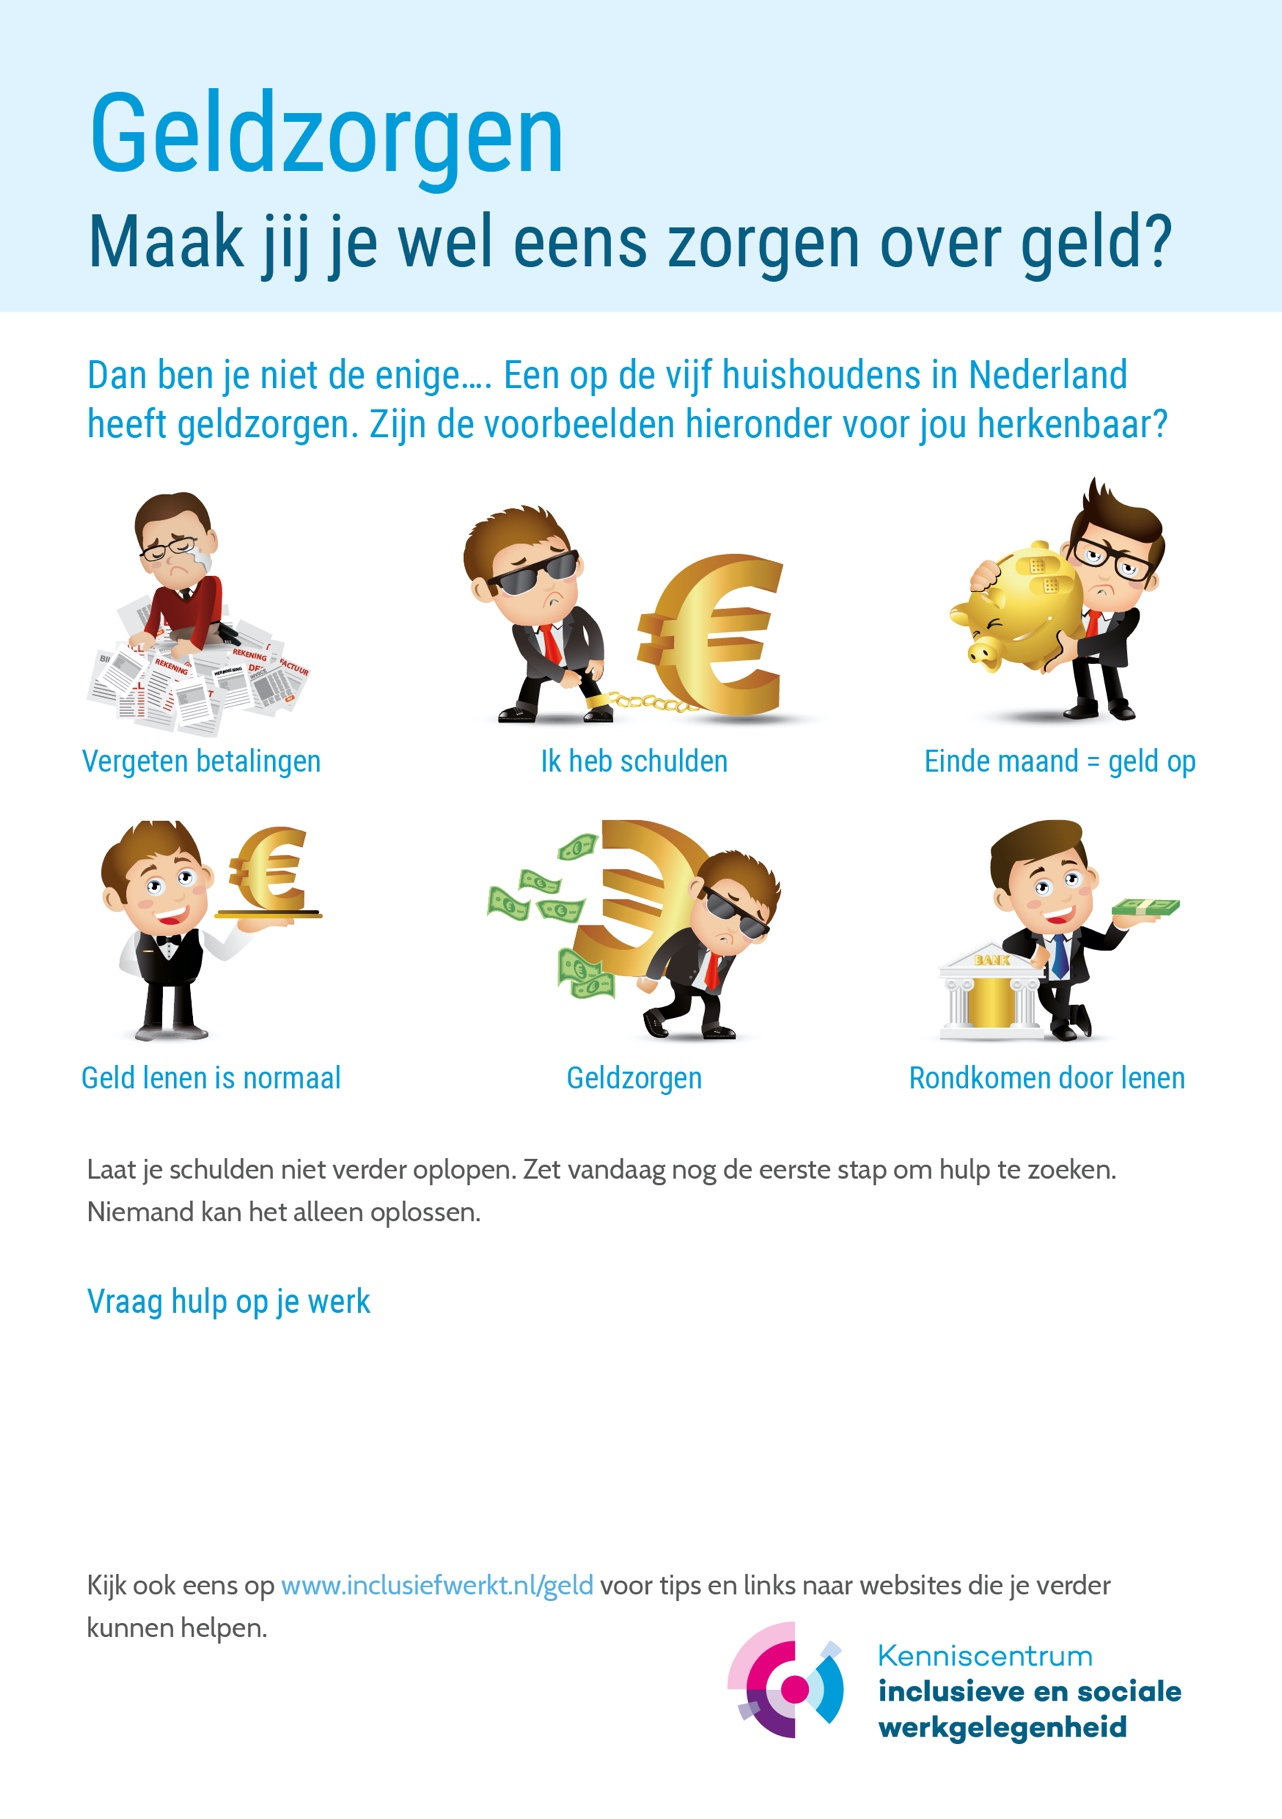 Geldzorgen
Maak jij je wel eens zorgen over geld?
Dan ben je niet de enige.... Een op de vijf huishoudens in Nederland
heeft geldzorgen. Zijn de voorbeelden hieronder voor jou herkenbaar?
REKENING
REKENING
FACTUUR
Vergeten betalingen
Ik heb schulden
Einde maand = geld op
BANK
Geld lenen is normaal
Geldzorgen
Rondkomen door lenen
Laat je schulden niet verder oplopen. Zet vandaag nog de eerste stap om hulp te zoeken.
Niemand kan het alleen oplossen.
Vraag hulp op je werk
Kijk ook eens op www.inclusiefwerkt.nl/geld voor tips en links naar websites die je verder
kunnen helpen.
Kenniscentrum
inclusieve en sociale
werkgelegenheid